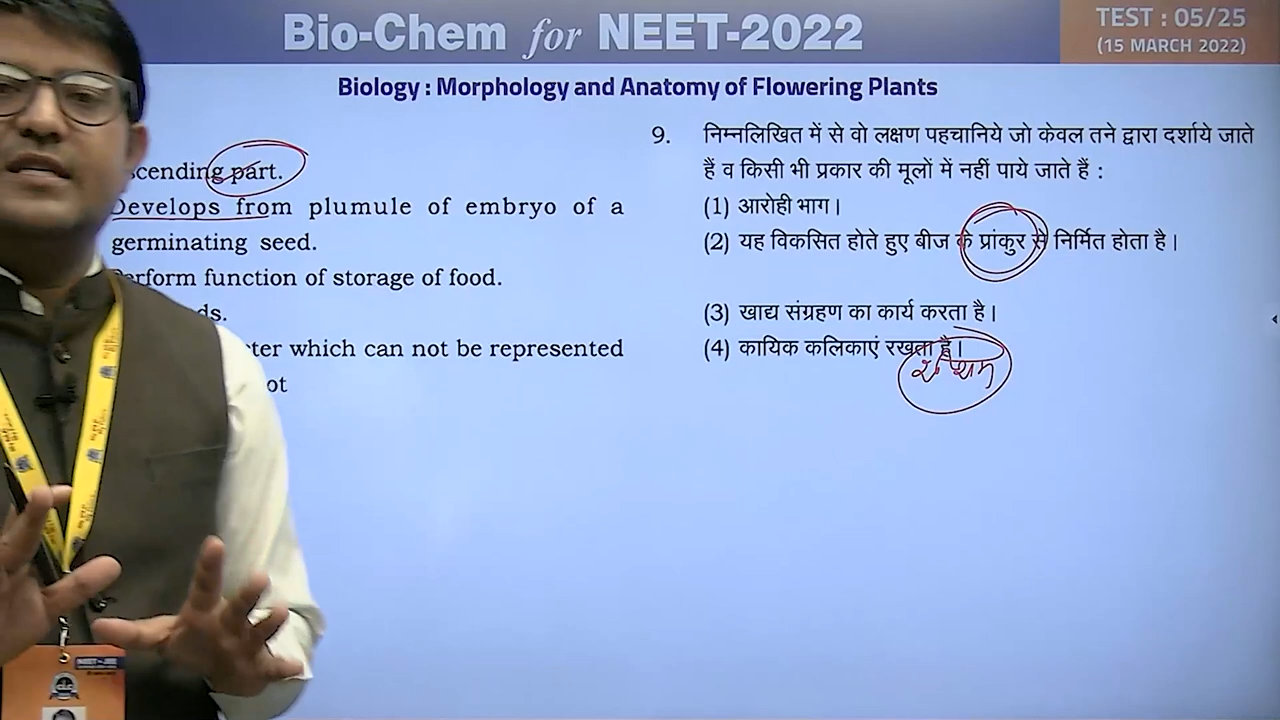 Bio-Chem for NEET-2022
TEST : 05/25
(15 MARCH 2022)
Biology : Morphology and Anatomy of Flowering Plants
scending part.
Develops from plumule of embryo of a
germinating seed.
Perform function of storage of food.
ds.
ter which can not be represented
ot
9. निम्नलिखित में से वो लक्षण पहचानिये जो केवल तने द्वारा दर्शाये जाते
हैं व किसी भी प्रकार की मूलों में नहीं पाये जाते हैं :
(1) आरोही भाग।
(2) यह विकसित होते हुए बीज के प्रांकुर से निर्मित होता है।
(3) खाद्य संग्रहण का कार्य करता है।
(4) कायिक कलिकाएं रखता है।
NEET - JEE